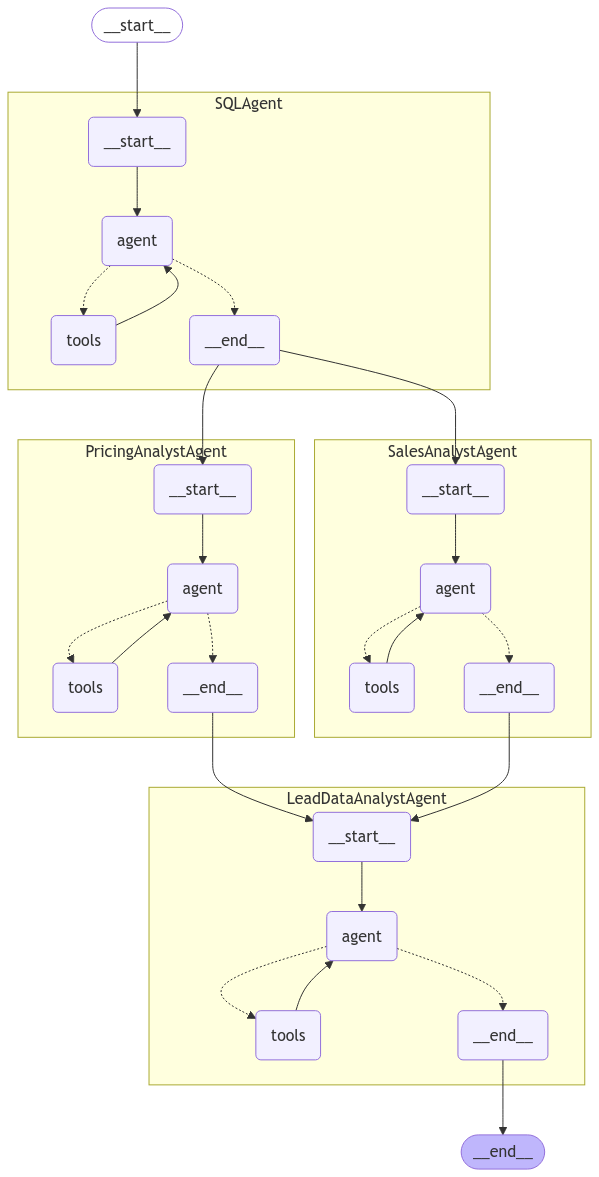 __start__
SQLAgent
__start__
agent
tools
__end__
PricingAnalystAgent
__start__
agent
tools
__end__
SalesAnalystAgent
__start__
agent
tools
__end__
LeadDataAnalystAgent
__start__
agent
tools
__end__
__end__